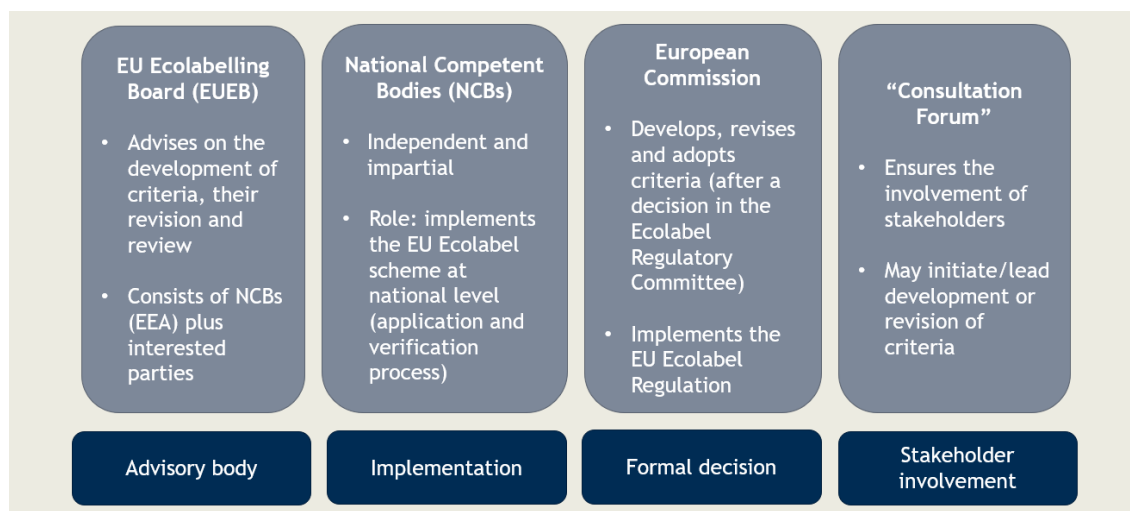 EU Ecolabelling
Board (EUEB)
• Advises on the
development of
criteria, their
revision and
review
• Consists of NCBs
(EEA) plus
interested
parties
Advisory body
National Competent
Bodies (NCBs)
• Independent and
impartial
• Role: implements
the EU Ecolabel
scheme at
national level
(application and
verification
process)
Implementation
European
Commission
• Develops, revises
and adopts
criteria (after a
decision in the
Ecolabel
Regulatory
Committee)
• Implements the
EU Ecolabel
Regulation
Formal decision
“Consultation
Forum”
• Ensures the
involvement of
stakeholders
• May initiate/lead
development or
revision of
criteria
Stakeholder
involvement